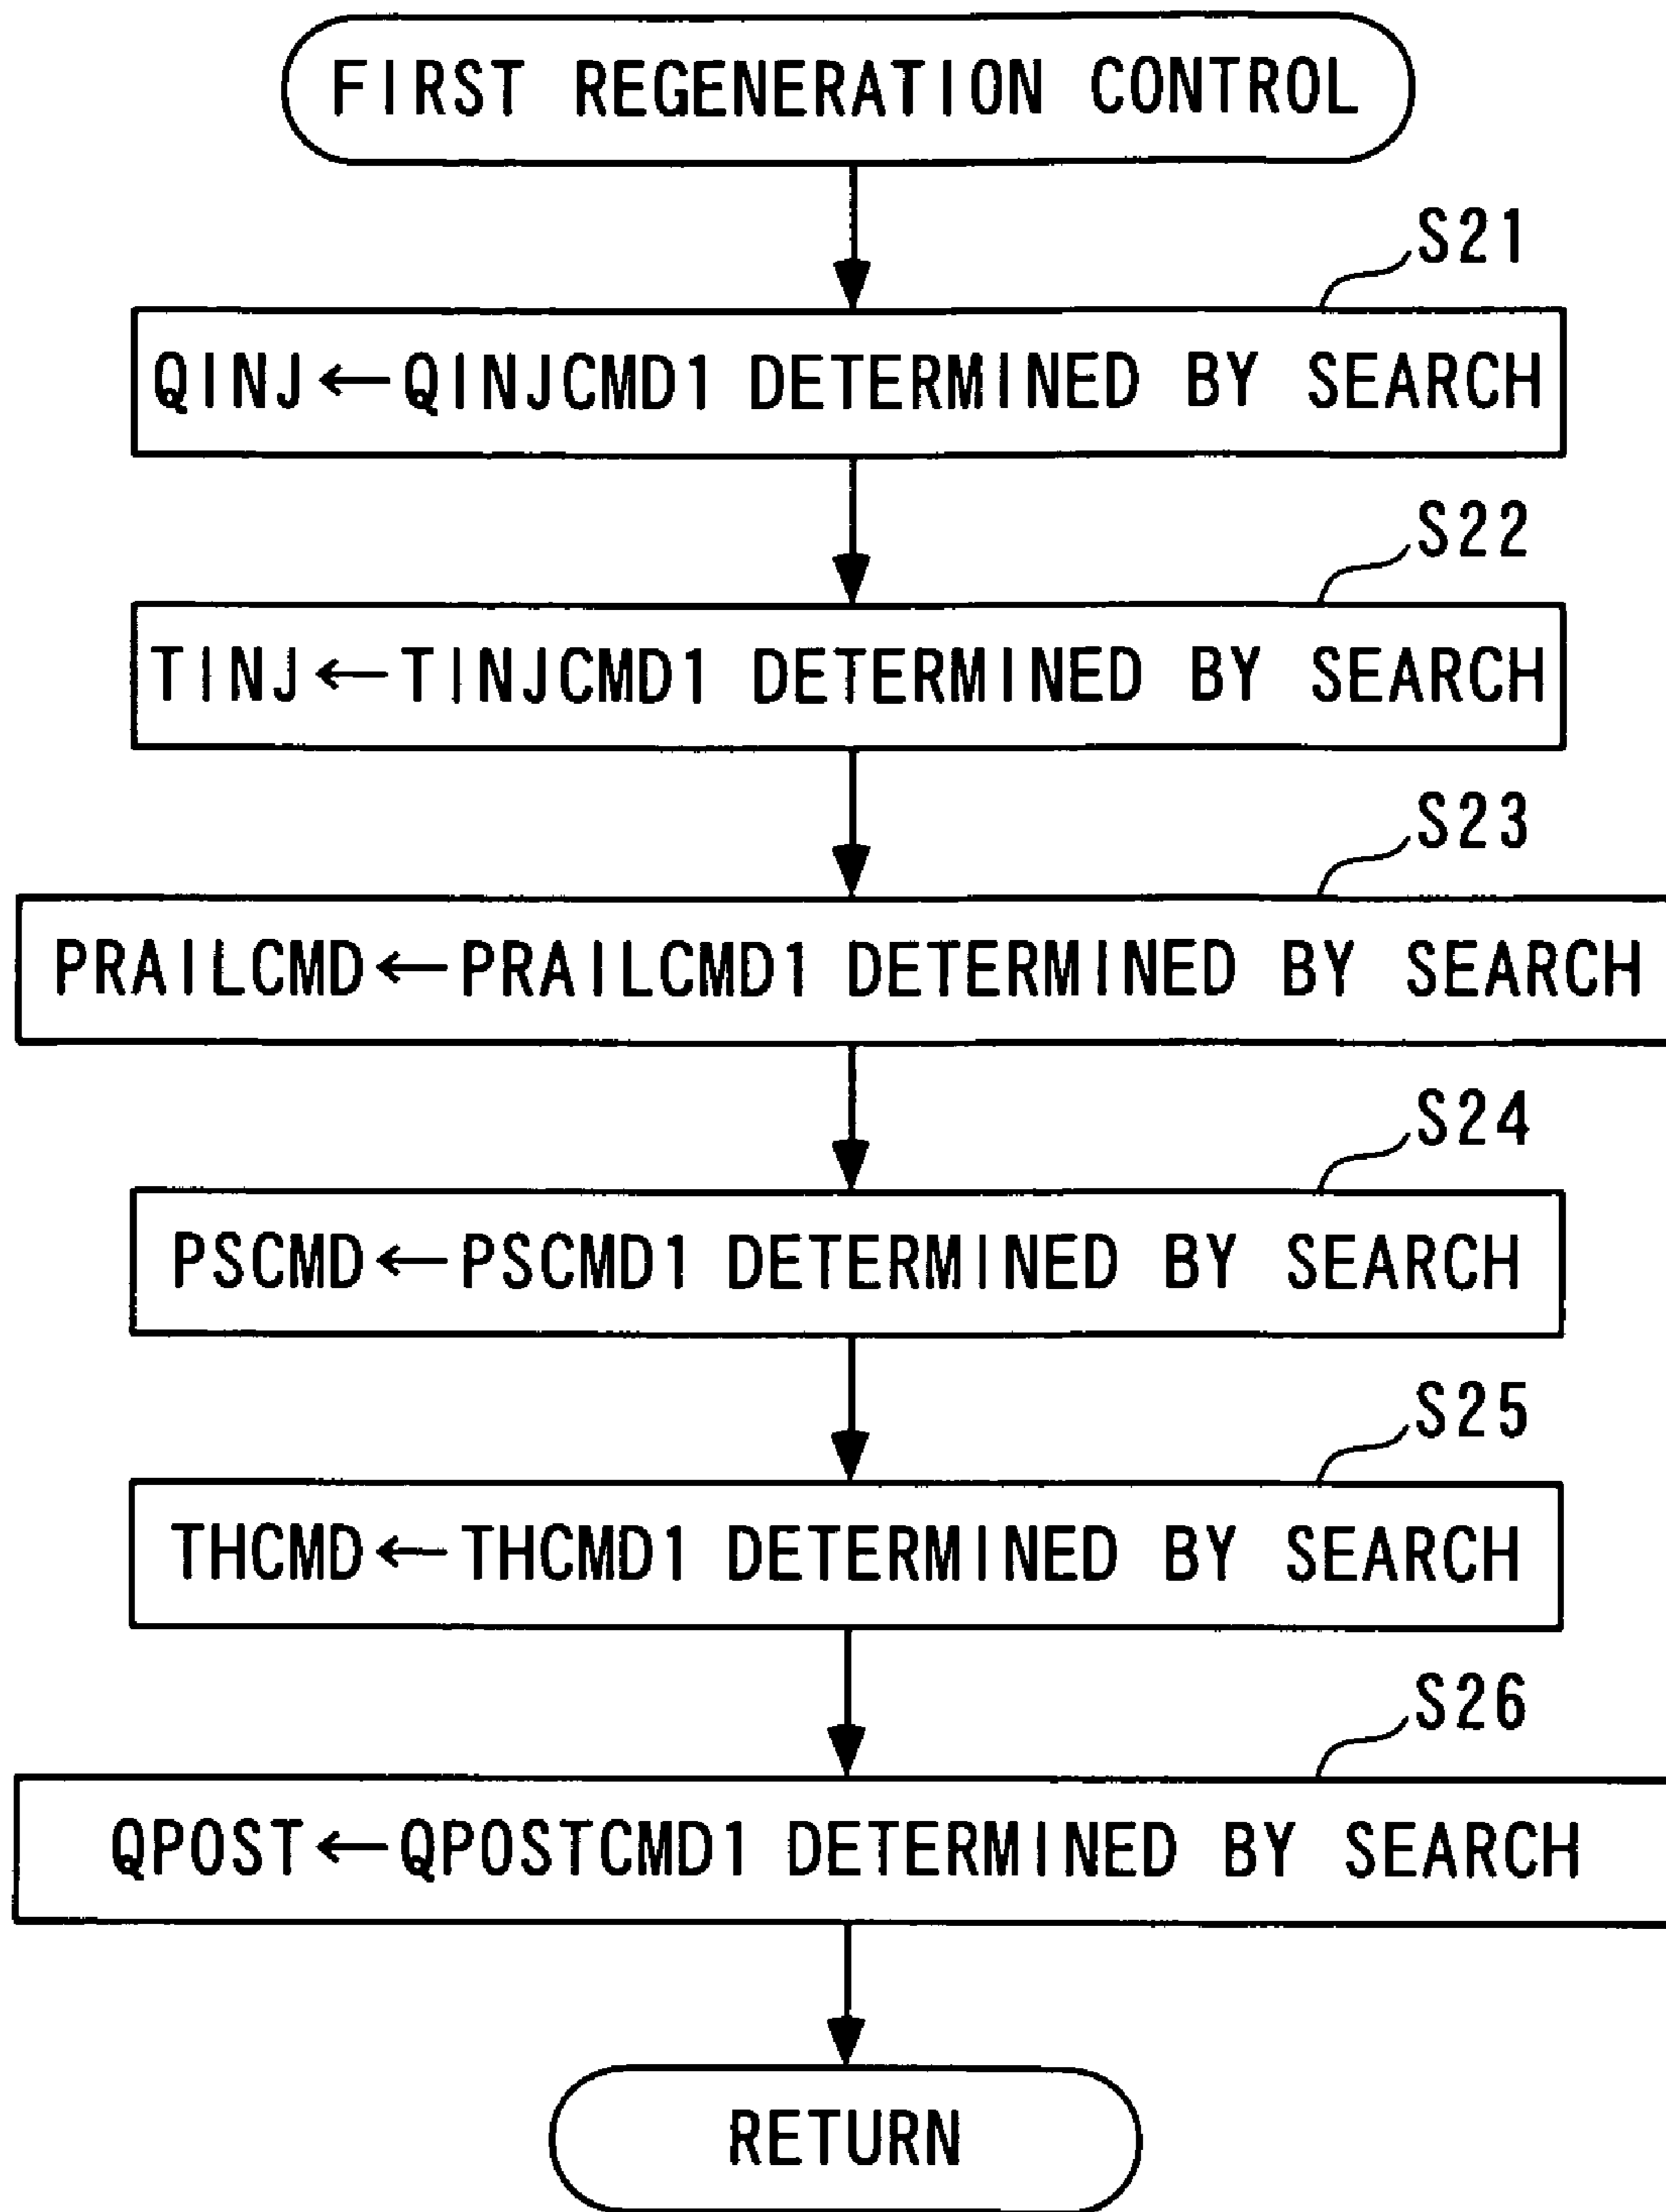 FIRST REGENERATION CONTROL
S21
QINJ←QINJCMD1 DETERMINED BY SEARCH
S22
TINJ←TINJCMD1 DETERMINED BY SEARCH
S23
PRAILCMD←PRAILCMD1 DETERMINED BY SEARCH
S24
PSCMD←PSCMD1 DETERMINED BY SEARCH
S25
THCMD←THCMD1 DETERMINED BY SEARCH
S26
QPOST←QPOSTCMD1 DETERMINED BY SEARCH
RETURN